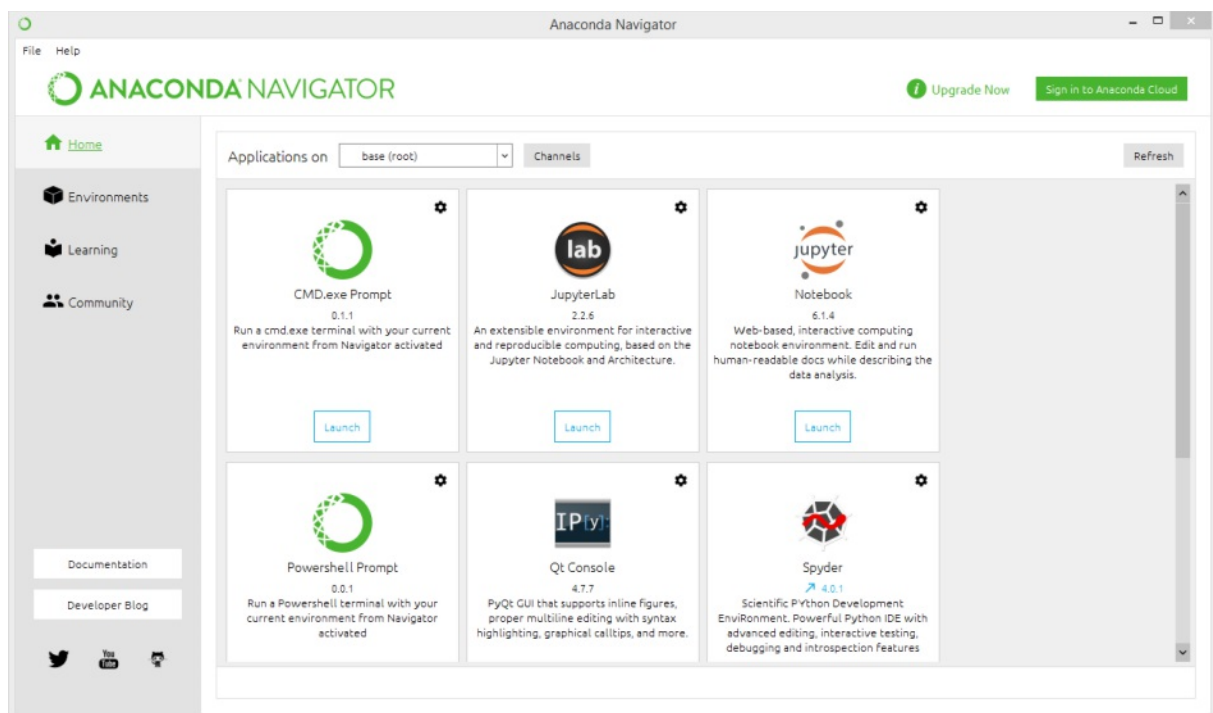 Anaconda Navigator
File Help
ANACONDA NAVIGATOR
i Upgrade Now
Sign in to Anaconda Cloud
Home
Environments
Learning
Community
Documentation
Developer Blog
You
Tube
Applications on base (root) Channels Refresh
CMD.exe Prompt
0.1.1
Run a cmd.exe terminal with your current
environment from Navigator activated
Launch
lab
JupyterLab
2.2.6
An extensible environment for interactive
and reproducible computing, based on the
Jupyter Notebook and Architecture.
Launch
jupyter
Notebook
6.1.4
Web-based, interactive computing
notebook environment. Edit and run
human-readable docs while describing the
data analysis.
Launch
Powershell Prompt
0.0.1
Run a Powershell terminal with your
current environment from Navigator
activated
IP[y]:
Qt Console
4.7.7
PyQt GUI that supports inline figures,
proper multiline editing with syntax
highlighting, graphical calltips, and more.
Spyder
4.0.1
Scientific PYthon Development
EnviRonment. Powerful Python IDE with
advanced editing, interactive testing,
debugging and introspection features